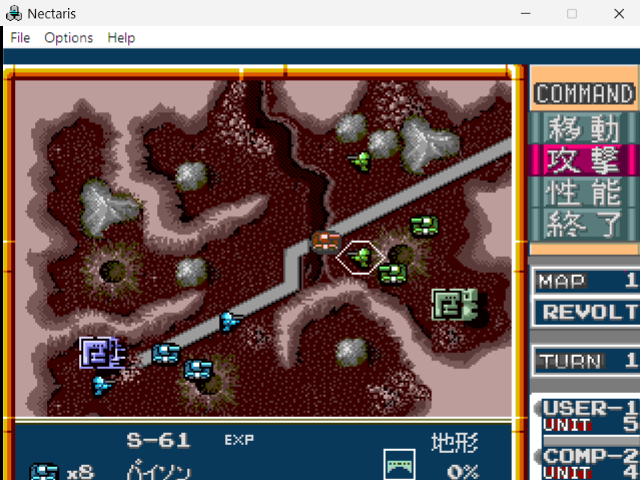 Nectaris
File Options Help
COMMAND
移動
攻撃
性能
終了
MAP 1
REVOLT
TURN 1
USER-1
UNIT 5
COMP-2
UNIT 4
S-61 EXP 地形
x8 バイソン 0%